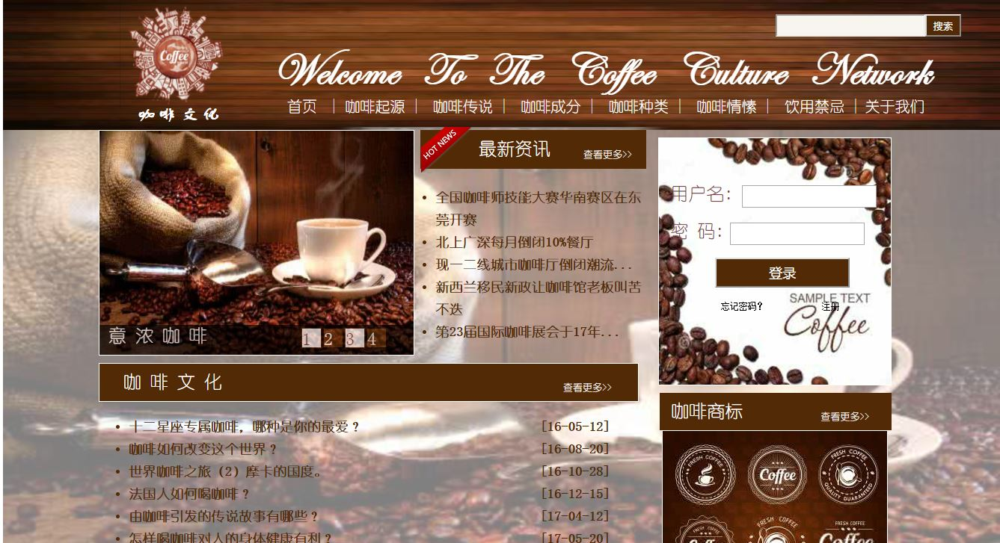 搜索
Coffee
咖啡文化
Welcome To The Coffee Culture Network
首页 咖啡起源 咖啡传说 咖啡成分 咖啡种类 咖啡情愫 饮用禁忌 关于我们
HOT NEWS
最新资讯 查看更多>>
• 全国咖啡师技能大赛华南赛区在东
莞开赛
• 北上广深每月倒闭10%餐厅
• 现一二线城市咖啡厅倒闭潮流...
• 新西兰移民新政让咖啡馆老板叫苦
不迭
• 第23届国际咖啡展会于17年...
意浓咖啡 1 2 3 4
用户名:
密 码:
登录
忘记密码? 注册
SAMPLE TEXT
Coffee
咖啡文化 查看更多>>
• 十二星座专属咖啡,哪种是你的最爱? [16-05-12]
• 咖啡如何改变这个世界? [16-08-20]
• 世界咖啡之旅(2)摩卡的国度。 [16-10-28]
• 法国人如何喝咖啡? [16-12-15]
• 由咖啡引发的传说故事有哪些? [17-04-12]
• 怎样喝咖啡对人的身体健康有利? [17-05-20]
咖啡商标 查看更多>>
FRESH COFFEE
Coffee
FRESH COFFEE
QUALITY GUARANTEED
FRESH COFFEE
FRESH COFFEE
Coffee